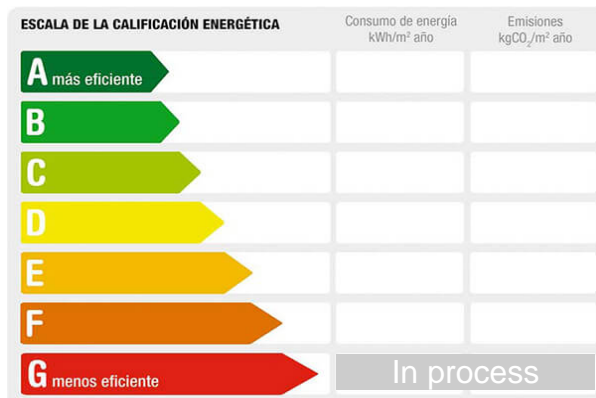 ESCALA DE LA CALIFICACIÓN ENERGÉTICA
Consumo de energía
kWh/m² año
Emisiones
kgCO₂/m² año
A más eficiente
B
C
D
E
F
G menos eficiente
In process